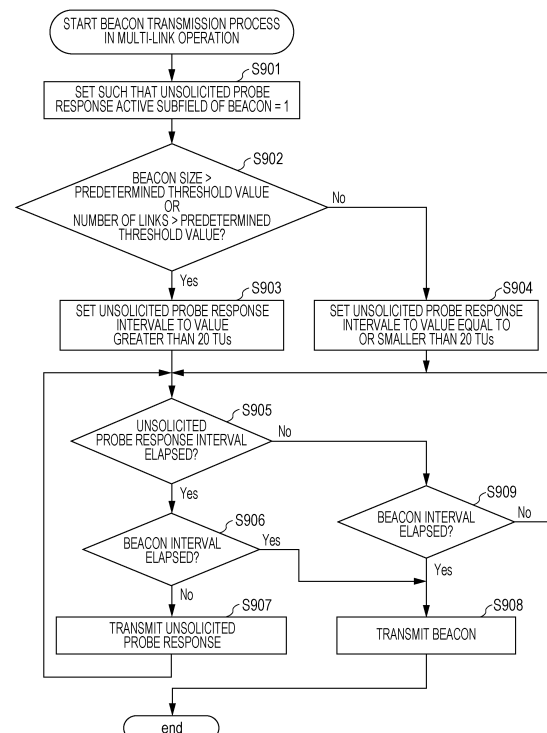 START BEACON TRANSMISSION PROCESS
IN MULTI-LINK OPERATION
S901
SET SUCH THAT UNSOLICITED PROBE
RESPONSE ACTIVE SUBFIELD OF BEACON = 1
S902
BEACON SIZE >
PREDETERMINED THRESHOLD VALUE
OR
NUMBER OF LINKS > PREDETERMINED
THRESHOLD VALUE?
No
Yes
S903
SET UNSOLICITED PROBE RESPONSE
INTERVALE TO VALUE
GREATER THAN 20 TUs
S904
SET UNSOLICITED PROBE RESPONSE
INTERVALE TO VALUE EQUAL TO
OR SMALLER THAN 20 TUs
S905
UNSOLICITED
PROBE RESPONSE INTERVAL
ELAPSED?
No
Yes
S906
BEACON INTERVAL
ELAPSED?
Yes
No
S909
BEACON INTERVAL
ELAPSED?
No
Yes
S907
TRANSMIT UNSOLICITED
PROBE RESPONSE
S908
TRANSMIT BEACON
end